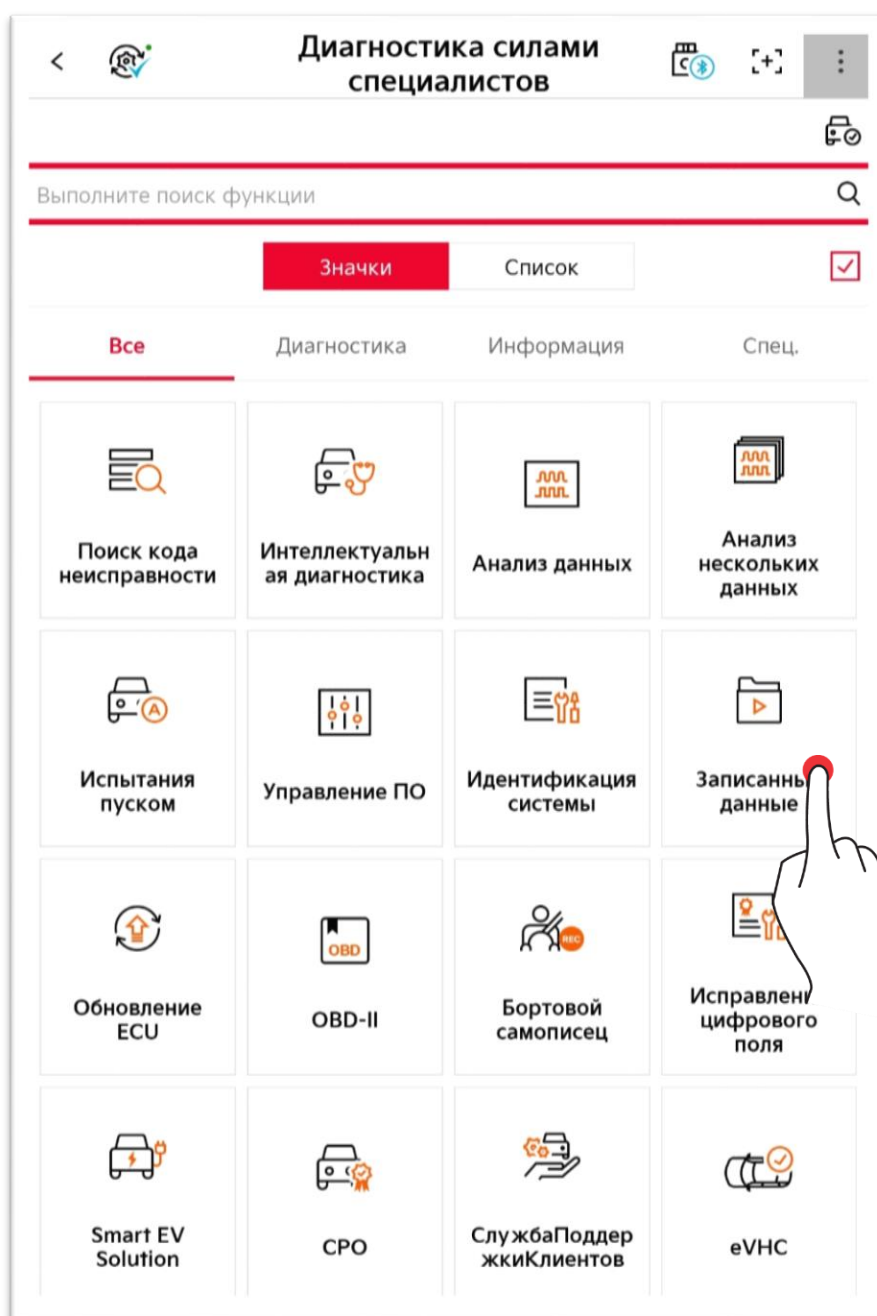 Диагностика силами
специалистов
Выполните поиск функции
Значки
Список
Все
Диагностика
Информация
Спец.
Поиск кода
неисправности
Интеллектуальн
ая диагностика
Анализ данных
Анализ
нескольких
данных
A
Испытания
пуском
Управление ПО
Идентификация
системы
данные
Обновление
ECU
OBD
OBD-II
REC
Бортовой
самописец
цифрового
поля
Smart EV
Solution
CPO
СлужбаПоддер
жкиКлиентов
eVHC